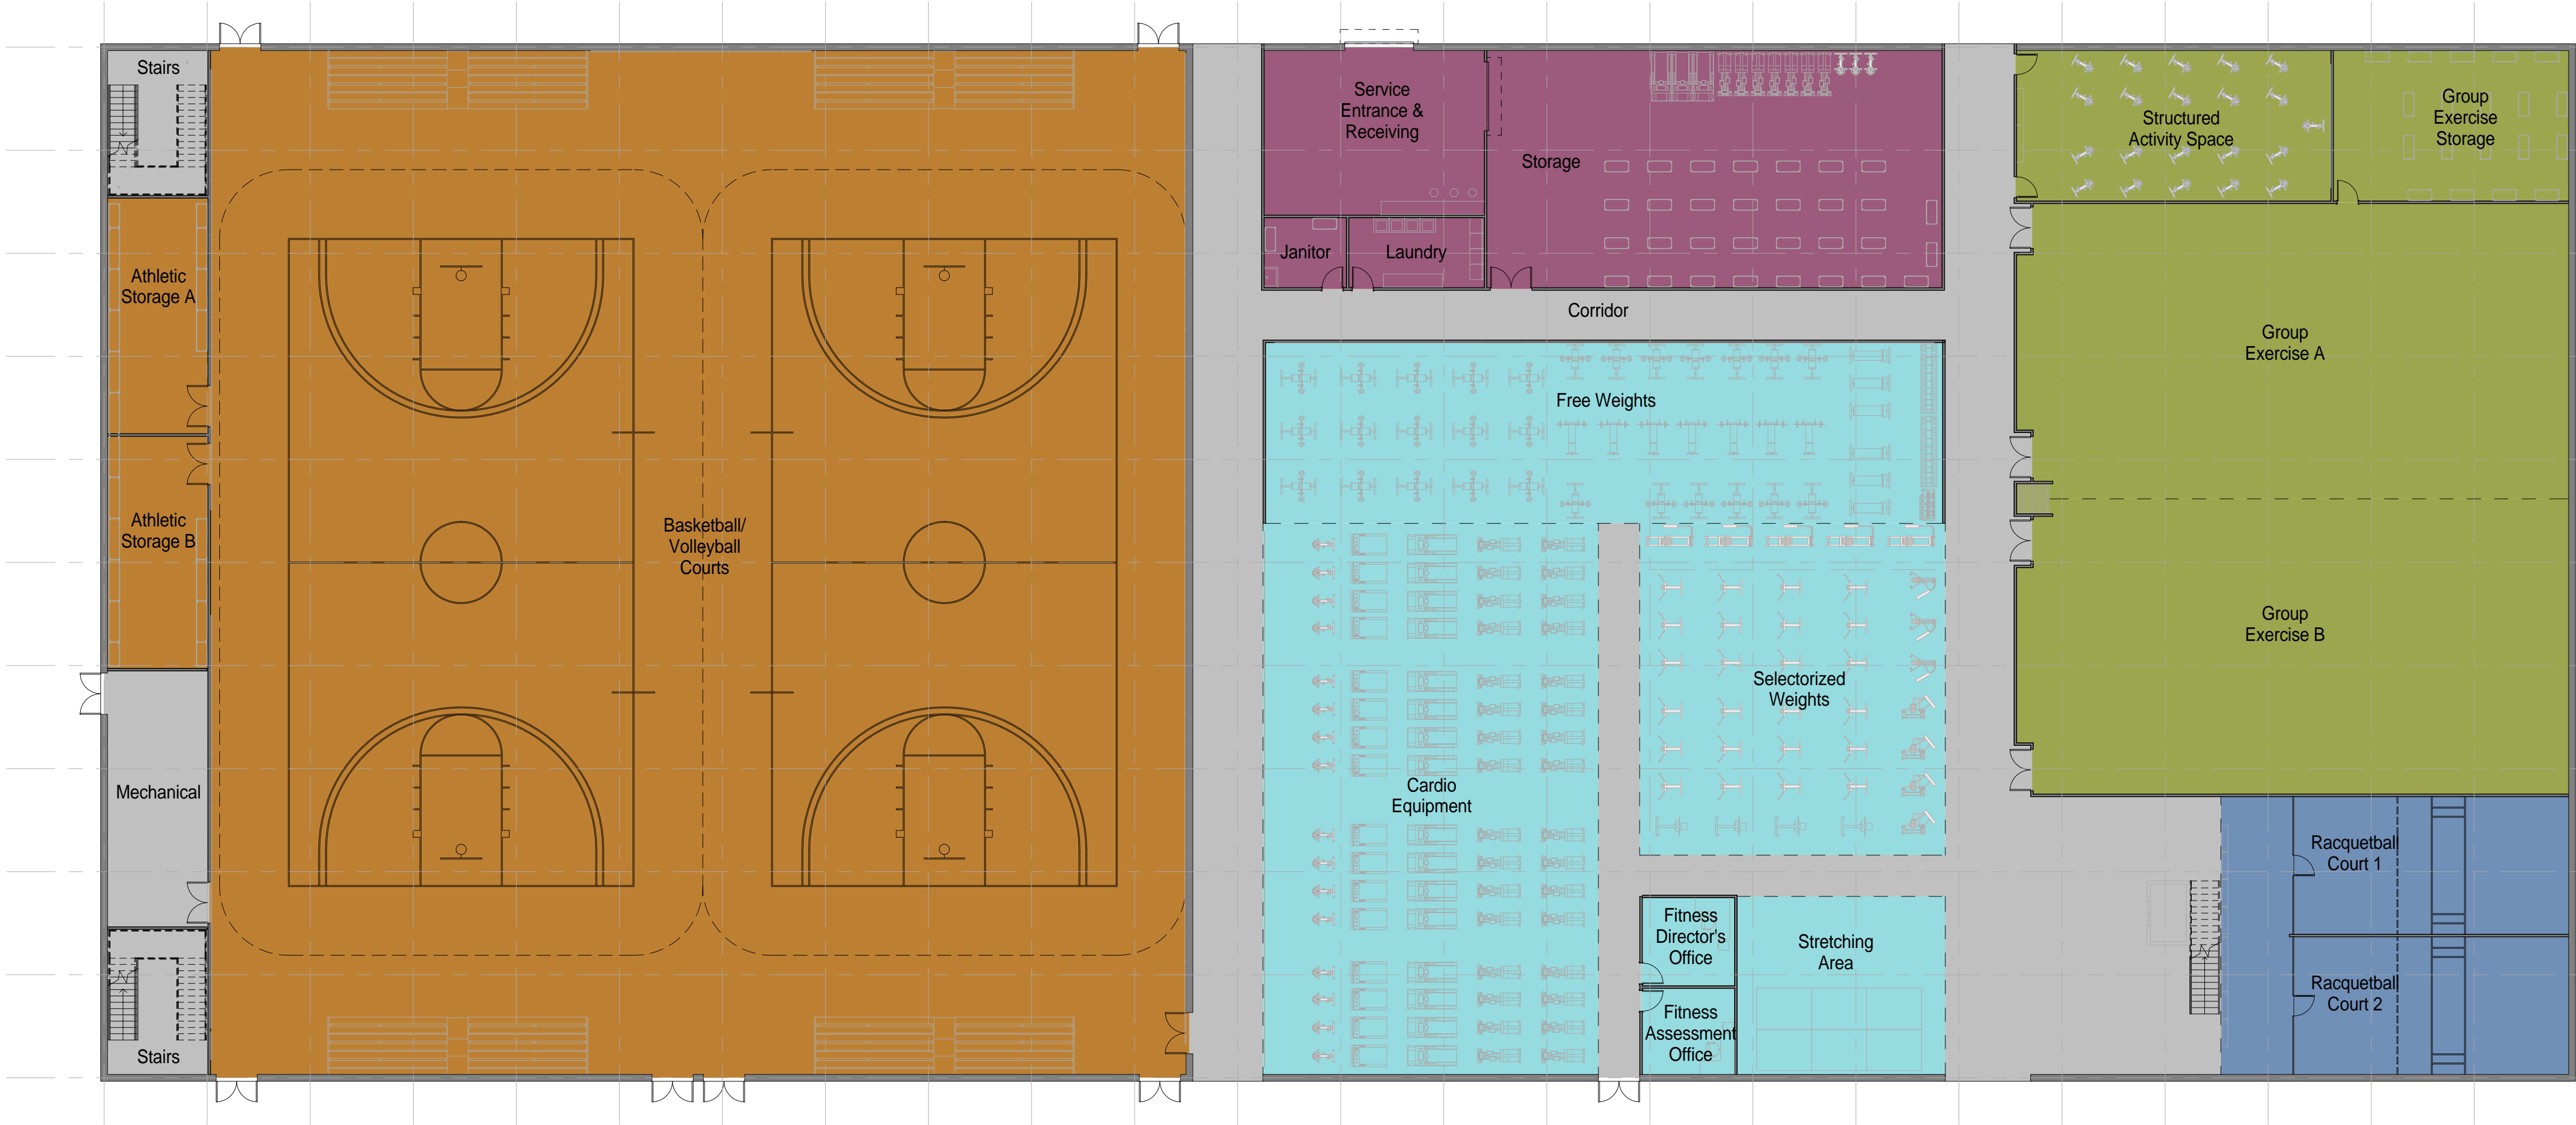 Stairs
Athletic
Storage A
Athletic
Storage B
Mechanical
Stairs
Basketball/
Volleyball
Courts
Service
Entrance &
Receiving
Storage
Janitor
Laundry
Corridor
Free Weights
Selectorized
Weights
Cardio
Equipment
Fitness
Director's
Office
Fitness
Assessment
Office
Stretching
Area
Structured
Activity Space
Group
Exercise
Storage
Group
Exercise A
Group
Exercise B
Racquetball
Court 1
Racquetball
Court 2